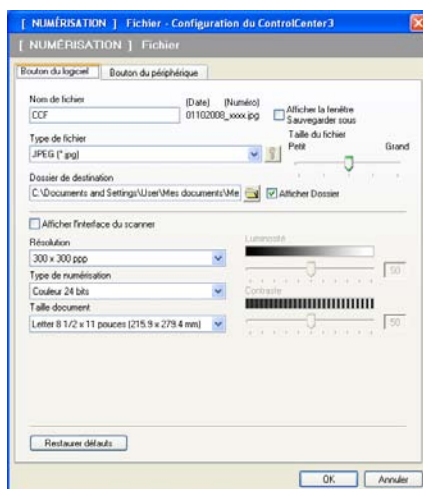 [ NUMÉRISATION ] Fichier - Configuration du ControlCenter3
[ NUMÉRISATION ] Fichier
Bouton du logiciel Bouton du périphérique
Nom de fichier (Date) (Numéro)
CCF 01102008_xxxx.jpg
Afficher la fenêtre
Sauvegarder sous
Type de fichier Taille du fichier
JPEG (*.jpg) Petit Grand
Dossier de destination
C:\Documents and Settings\User\Mes documents\Me Afficher Dossier
Afficher l'interface du scanner
Résolution Luminosité
300 x 300 ppp 50
Type de numérisation
Couleur 24 bits Contraste
Taille document
Letter 8 1/2 x 11 pouces (215.9 x 279.4 mm) 50
Restaurer défauts
OK Annuler